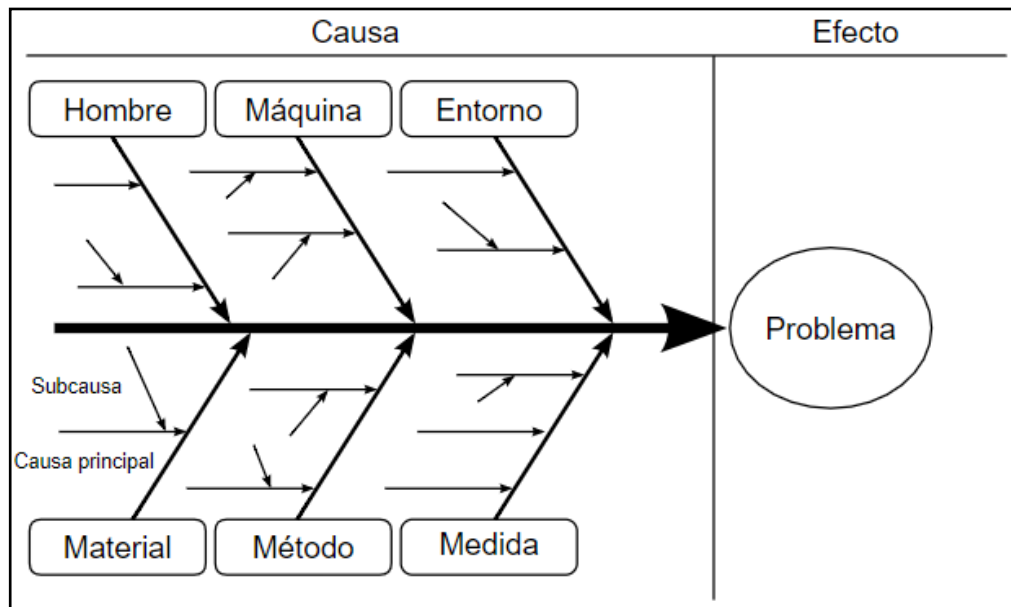 Causa
Efecto
Hombre
Máquina
Entorno
Problema
Subcausa
Causa principal
Material
Método
Medida